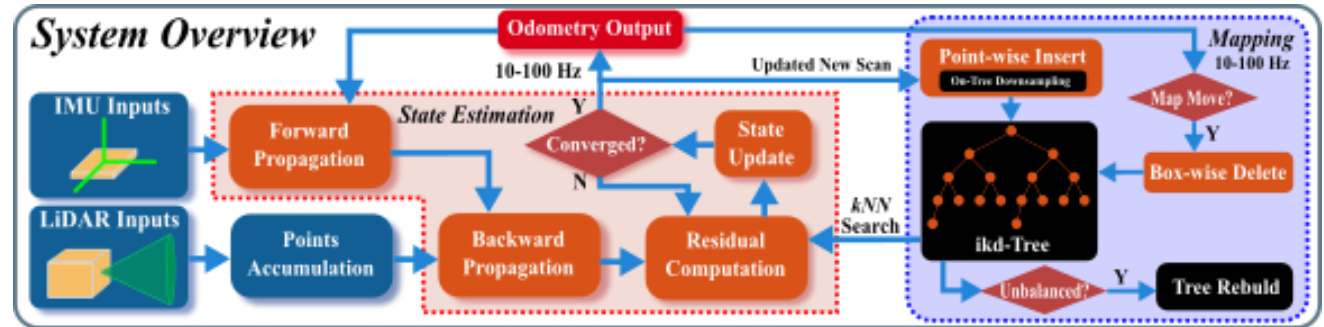 System Overview
Odometry Output
10-100 Hz
Updated New Scan
IMU Inputs
Forward
Propagation
State Estimation
Y
Converged?
N
State
Update
LiDAR Inputs
Points
Accumulation
Backward
Propagation
Residual
Computation
kNN
Search
Mapping
10-100 Hz
Point-wise Insert
On-Tree Downsampling
Map Move?
Y
Box-wise Delete
ikd-Tree
Unbalanced?
Y
Tree Rebuld